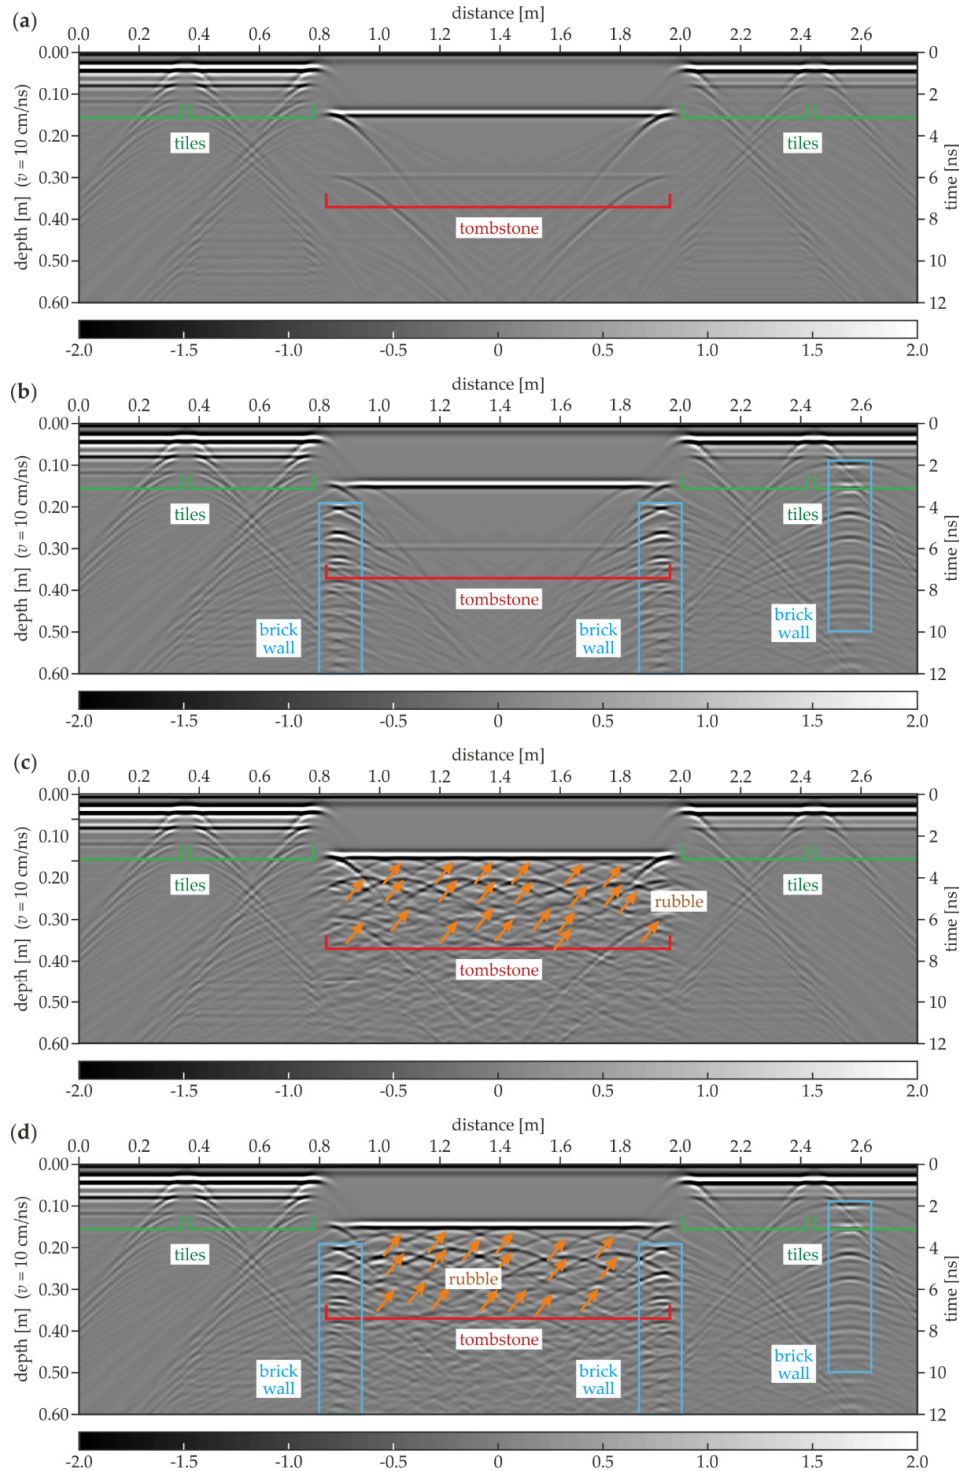 (a)
distance [m]
0.0 0.2 0.4 0.6 0.8 1.0 1.2 1.4 1.6 1.8 2.0 2.2 2.4 2.6
0.00 0
0.10 2
0.20 4
0.30 6
0.40 8
0.50 10
0.60 12
depth [m] (v = 10 cm/ns)
time [ns]
tiles tiles
tombstone
-2.0 -1.5 -1.0 -0.5 0 0.5 1.0 1.5 2.0
(b)
distance [m]
0.0 0.2 0.4 0.6 0.8 1.0 1.2 1.4 1.6 1.8 2.0 2.2 2.4 2.6
0.00 0
0.10 2
0.20 4
0.30 6
0.40 8
0.50 10
0.60 12
depth [m] (v = 10 cm/ns)
time [ns]
tiles tiles
tombstone
brick wall
brick wall
brick wall
-2.0 -1.5 -1.0 -0.5 0 0.5 1.0 1.5 2.0
(c)
distance [m]
0.0 0.2 0.4 0.6 0.8 1.0 1.2 1.4 1.6 1.8 2.0 2.2 2.4 2.6
0.00 0
0.10 2
0.20 4
0.30 6
0.40 8
0.50 10
0.60 12
depth [m] (v = 10 cm/ns)
time [ns]
tiles tiles
rubble
tombstone
-2.0 -1.5 -1.0 -0.5 0 0.5 1.0 1.5 2.0
(d)
distance [m]
0.0 0.2 0.4 0.6 0.8 1.0 1.2 1.4 1.6 1.8 2.0 2.2 2.4 2.6
0.00 0
0.10 2
0.20 4
0.30 6
0.40 8
0.50 10
0.60 12
depth [m] (v = 10 cm/ns)
time [ns]
tiles tiles
rubble
tombstone
brick wall
brick wall
brick wall
-2.0 -1.5 -1.0 -0.5 0 0.5 1.0 1.5 2.0